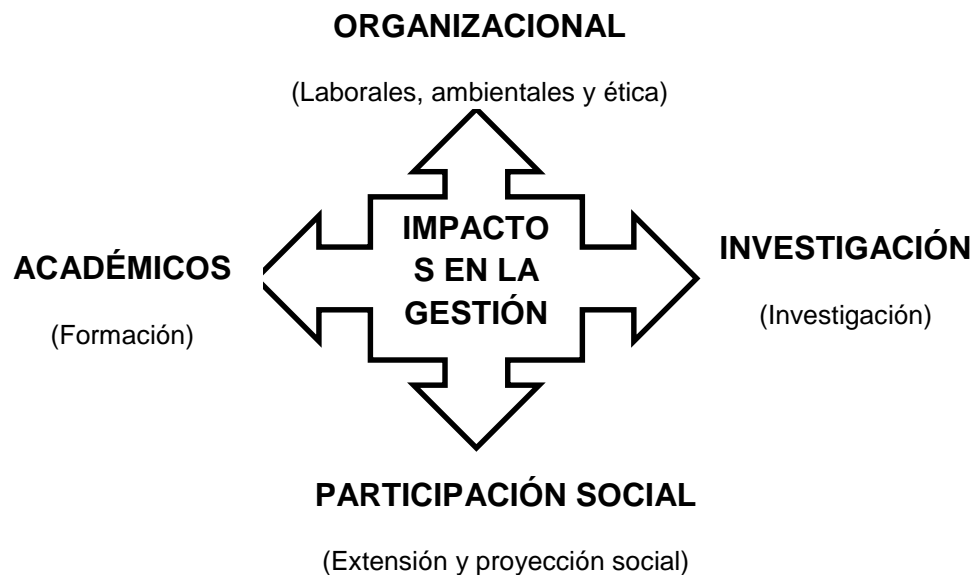 ORGANIZACIONAL
(Laborales, ambientales y ética)
ACADÉMICOS
(Formación)
IMPACTO
S EN LA
GESTIÓN
INVESTIGACIÓN
(Investigación)
PARTICIPACIÓN SOCIAL
(Extensión y proyección social)